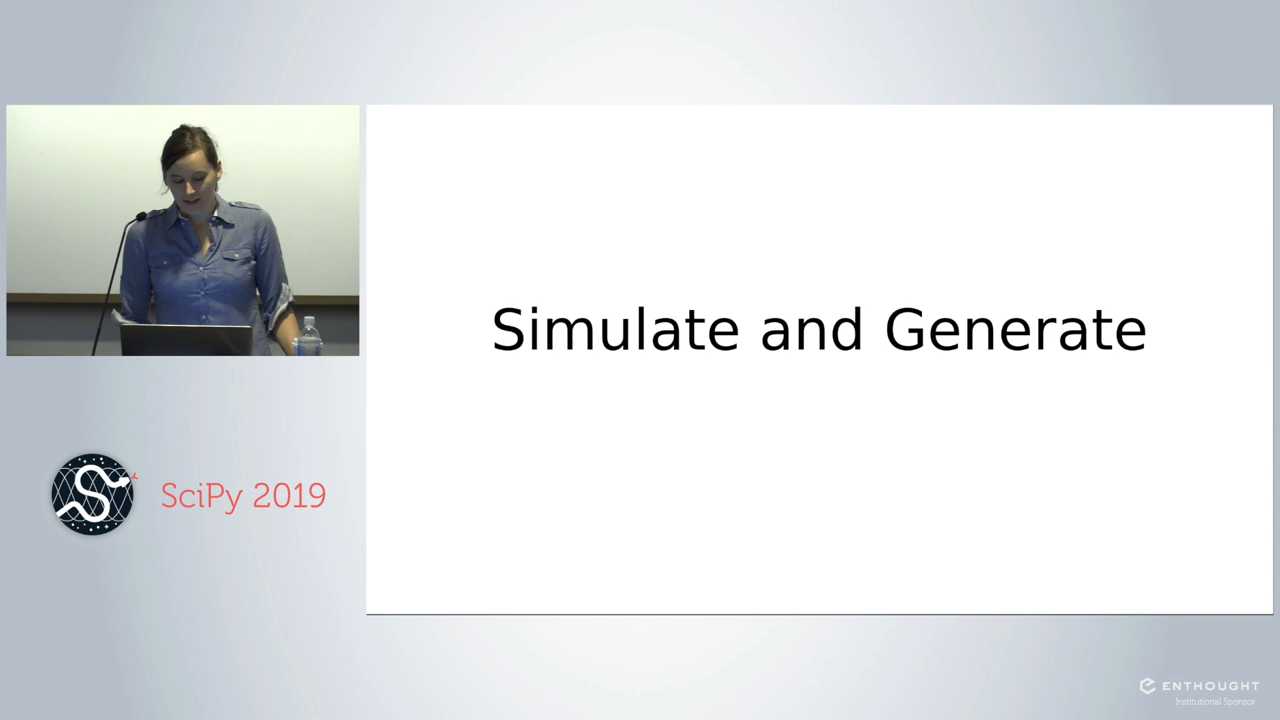 Simulate and Generate
SciPy 2019
ENTHOUGHT
Institutional Sponsor